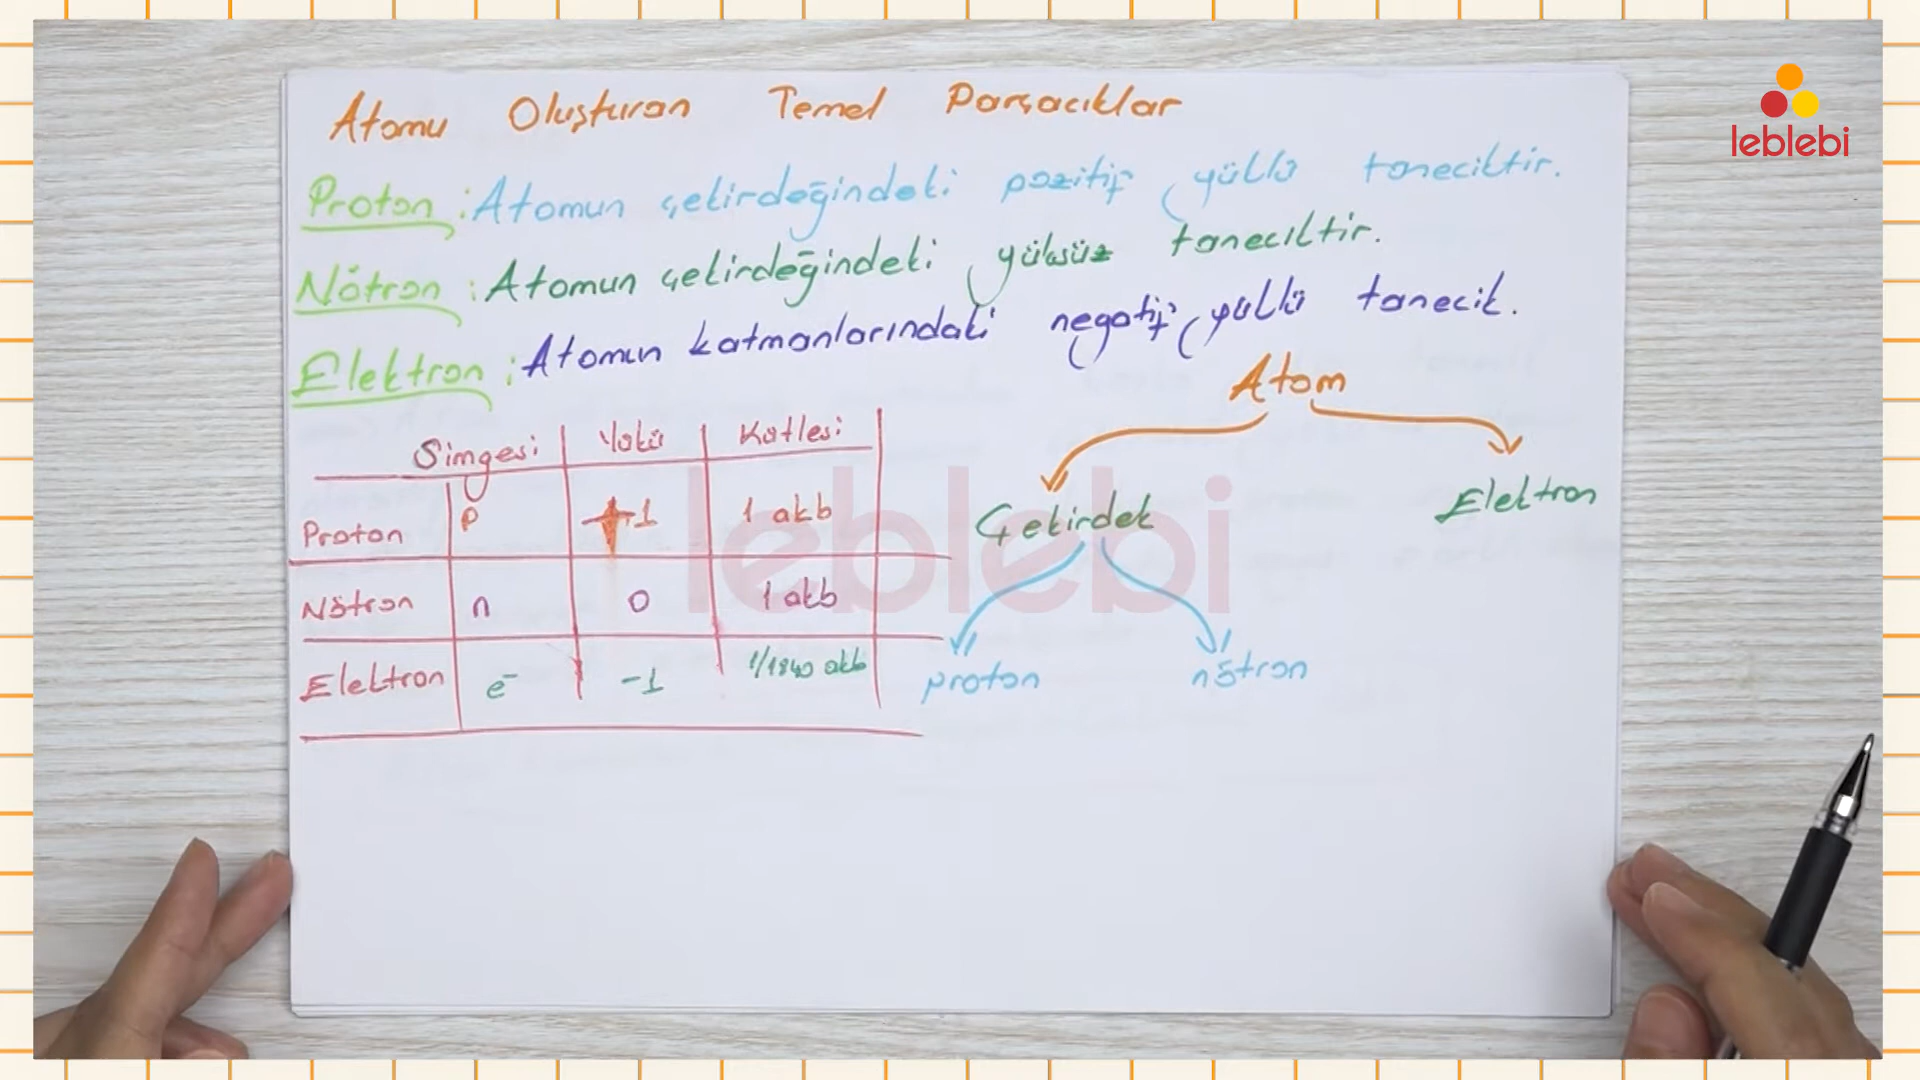 Atomu Oluşturan Temel Parçacıklar
leblebi
Proton : Atomun çekirdeğindeki pozitif yüklü taneciktir.
Nötron : Atomun çekirdeğindeki yüksüz taneciktir.
Elektron : Atomun katmanlarındaki negatif yüklü tanecik.
Simgesi Yükü Kütlesi
Proton p +1 1 akb
Nötron n 0 1 akb
Elektron e⁻ -1 1/1840 akb
Atom
Çekirdek Elektron
proton nötron
leblebi